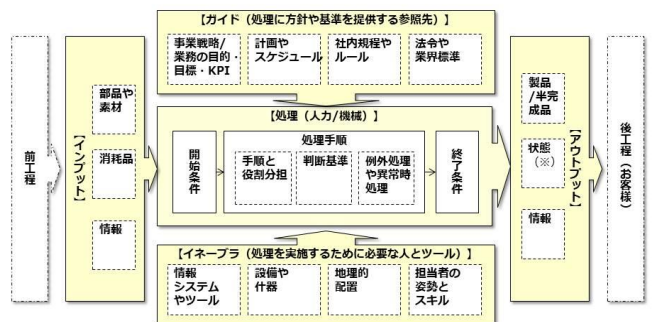 【ガイド（処理に方針や基準を提供する参照先）】
事業戦略/
業務の目的・
目標・KPI
計画や
スケジュール
社内規程や
ルール
法令や
業界標準
前工程
【インプット】
部品や
素材
消耗品
情報
【処理（人力/機械）】
開始条件
処理手順
手順と
役割分担
判断基準
例外処理
や異常時
処理
終了条件
【アウトプット】
製品
/半完
成品
状態
（※）
情報
後工程（お客様）
【イネーブラ（処理を実施するために必要な人とツール）】
情報
システム
やツール
設備や
什器
地理的
配置
担当者の
姿勢と
スキル